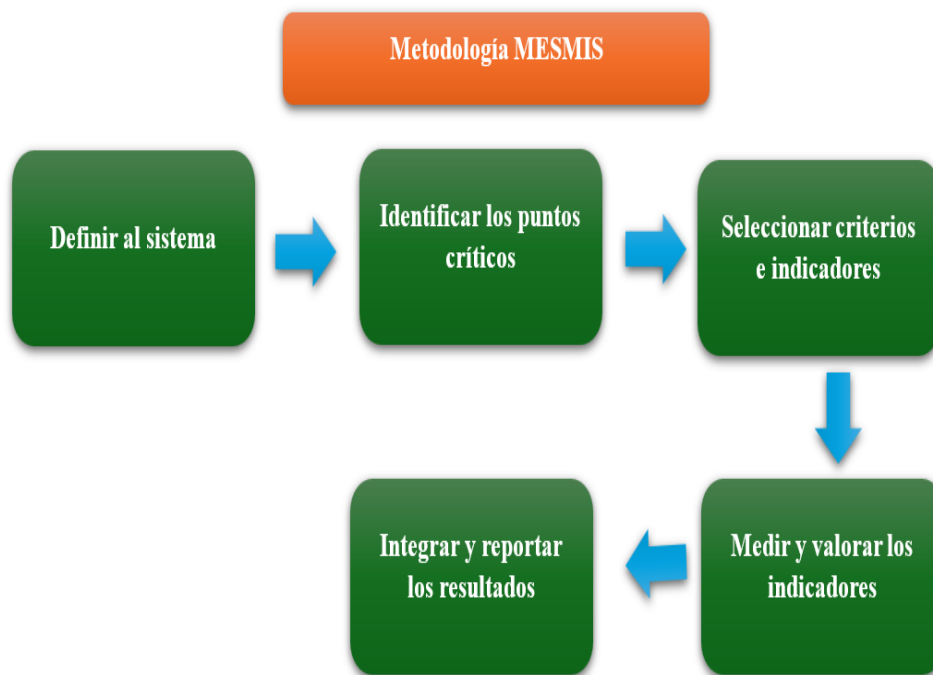 Metodología MESMIS
Definir al sistema
Identificar los puntos
críticos
Seleccionar criterios
e indicadores
Medir y valorar los
indicadores
Integrar y reportar
los resultados